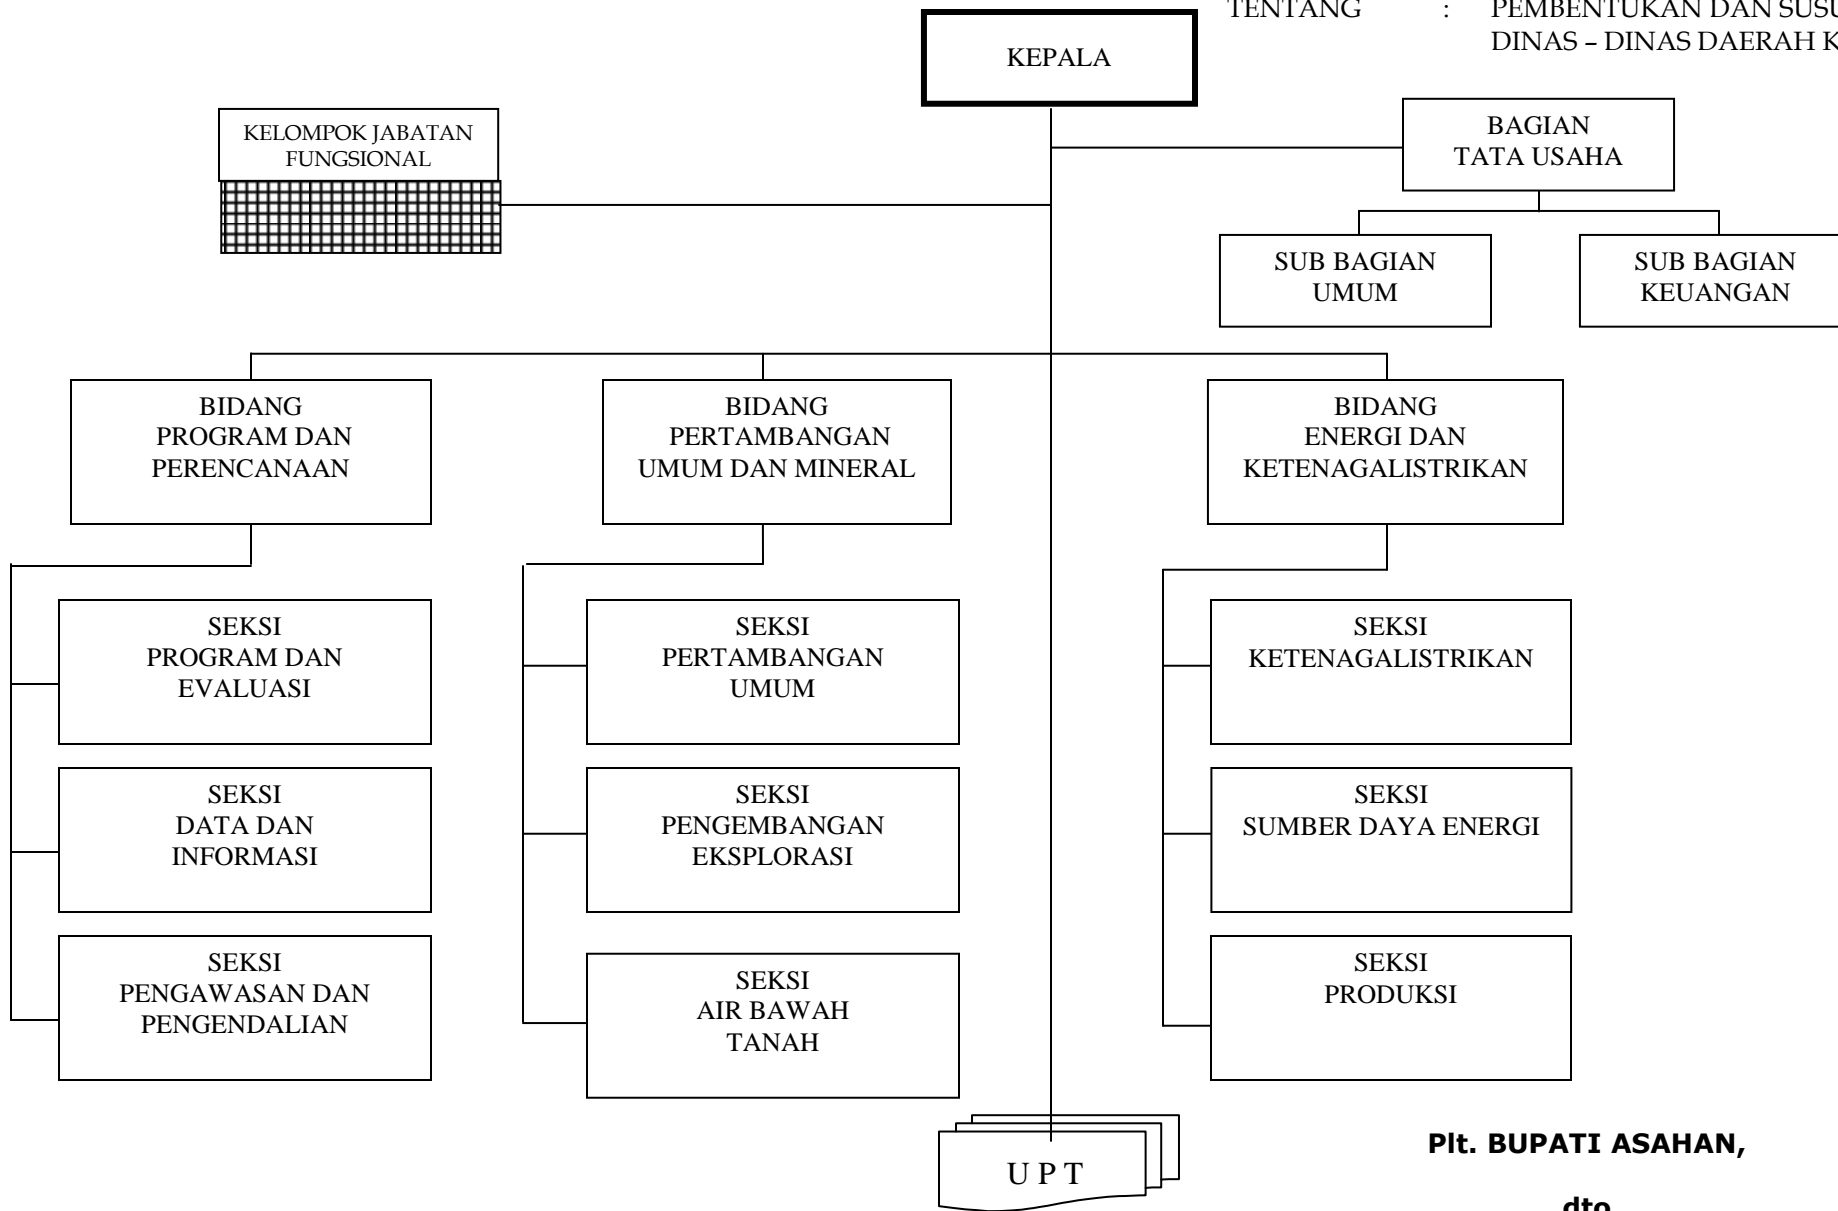 TENTANG : PEMBENTUKAN DAN
DINAS – DINAS DAERAH
KEPALA
KELOMPOK JABATAN
FUNGSIONAL
BAGIAN
TATA USAHA
SUB BAGIAN
UMUM
SUB BAGIAN
KEUANGAN
BIDANG
PROGRAM DAN
PERENCANAAN
BIDANG
PERTAMBANGAN
UMUM DAN MINERAL
BIDANG
ENERGI DAN
KETENAGALISTRIKAN
SEKSI
PROGRAM DAN
EVALUASI
SEKSI
PERTAMBANGAN
UMUM
SEKSI
KETENAGALISTRIKAN
SEKSI
DATA DAN
INFORMASI
SEKSI
PENGEMBANGAN
EKSPLORASI
SEKSI
SUMBER DAYA ENERGI
SEKSI
PENGAWASAN DAN
PENGENDALIAN
SEKSI
AIR BAWAH
TANAH
SEKSI
PRODUKSI
U P T
Plt. BUPATI ASAHAN,
dto